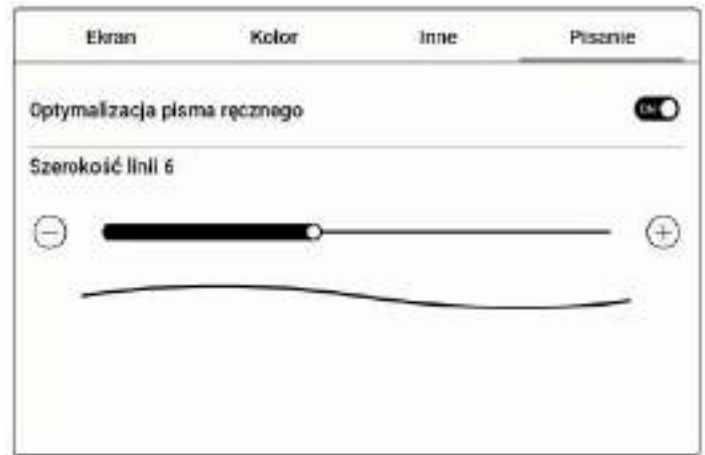 Ekran Kolor Inne Pisanie
Optymalizacja pisma ręcznego ON
Szerokość linii 6